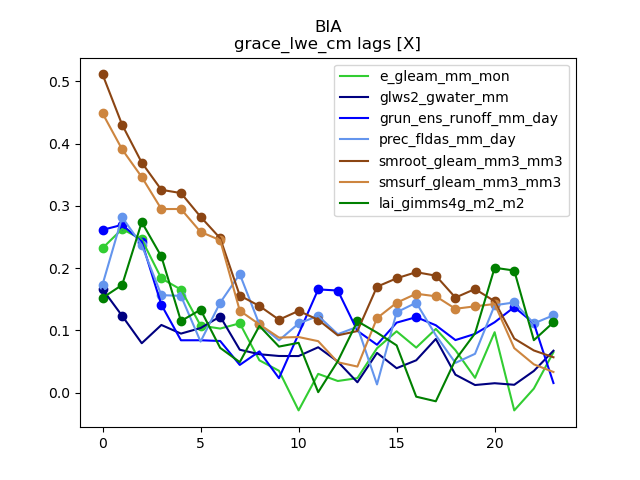 BIA
grace_lwe_cm lags [X]
e_gleam_mm_mon
glws2_gwater_mm
grun_ens_runoff_mm_day
prec_fldas_mm_day
smroot_gleam_mm3_mm3
smsurf_gleam_mm3_mm3
lai_gimms4g_m2_m2
0.5
0.4
0.3
0.2
0.1
0.0
0 5 10 15 20